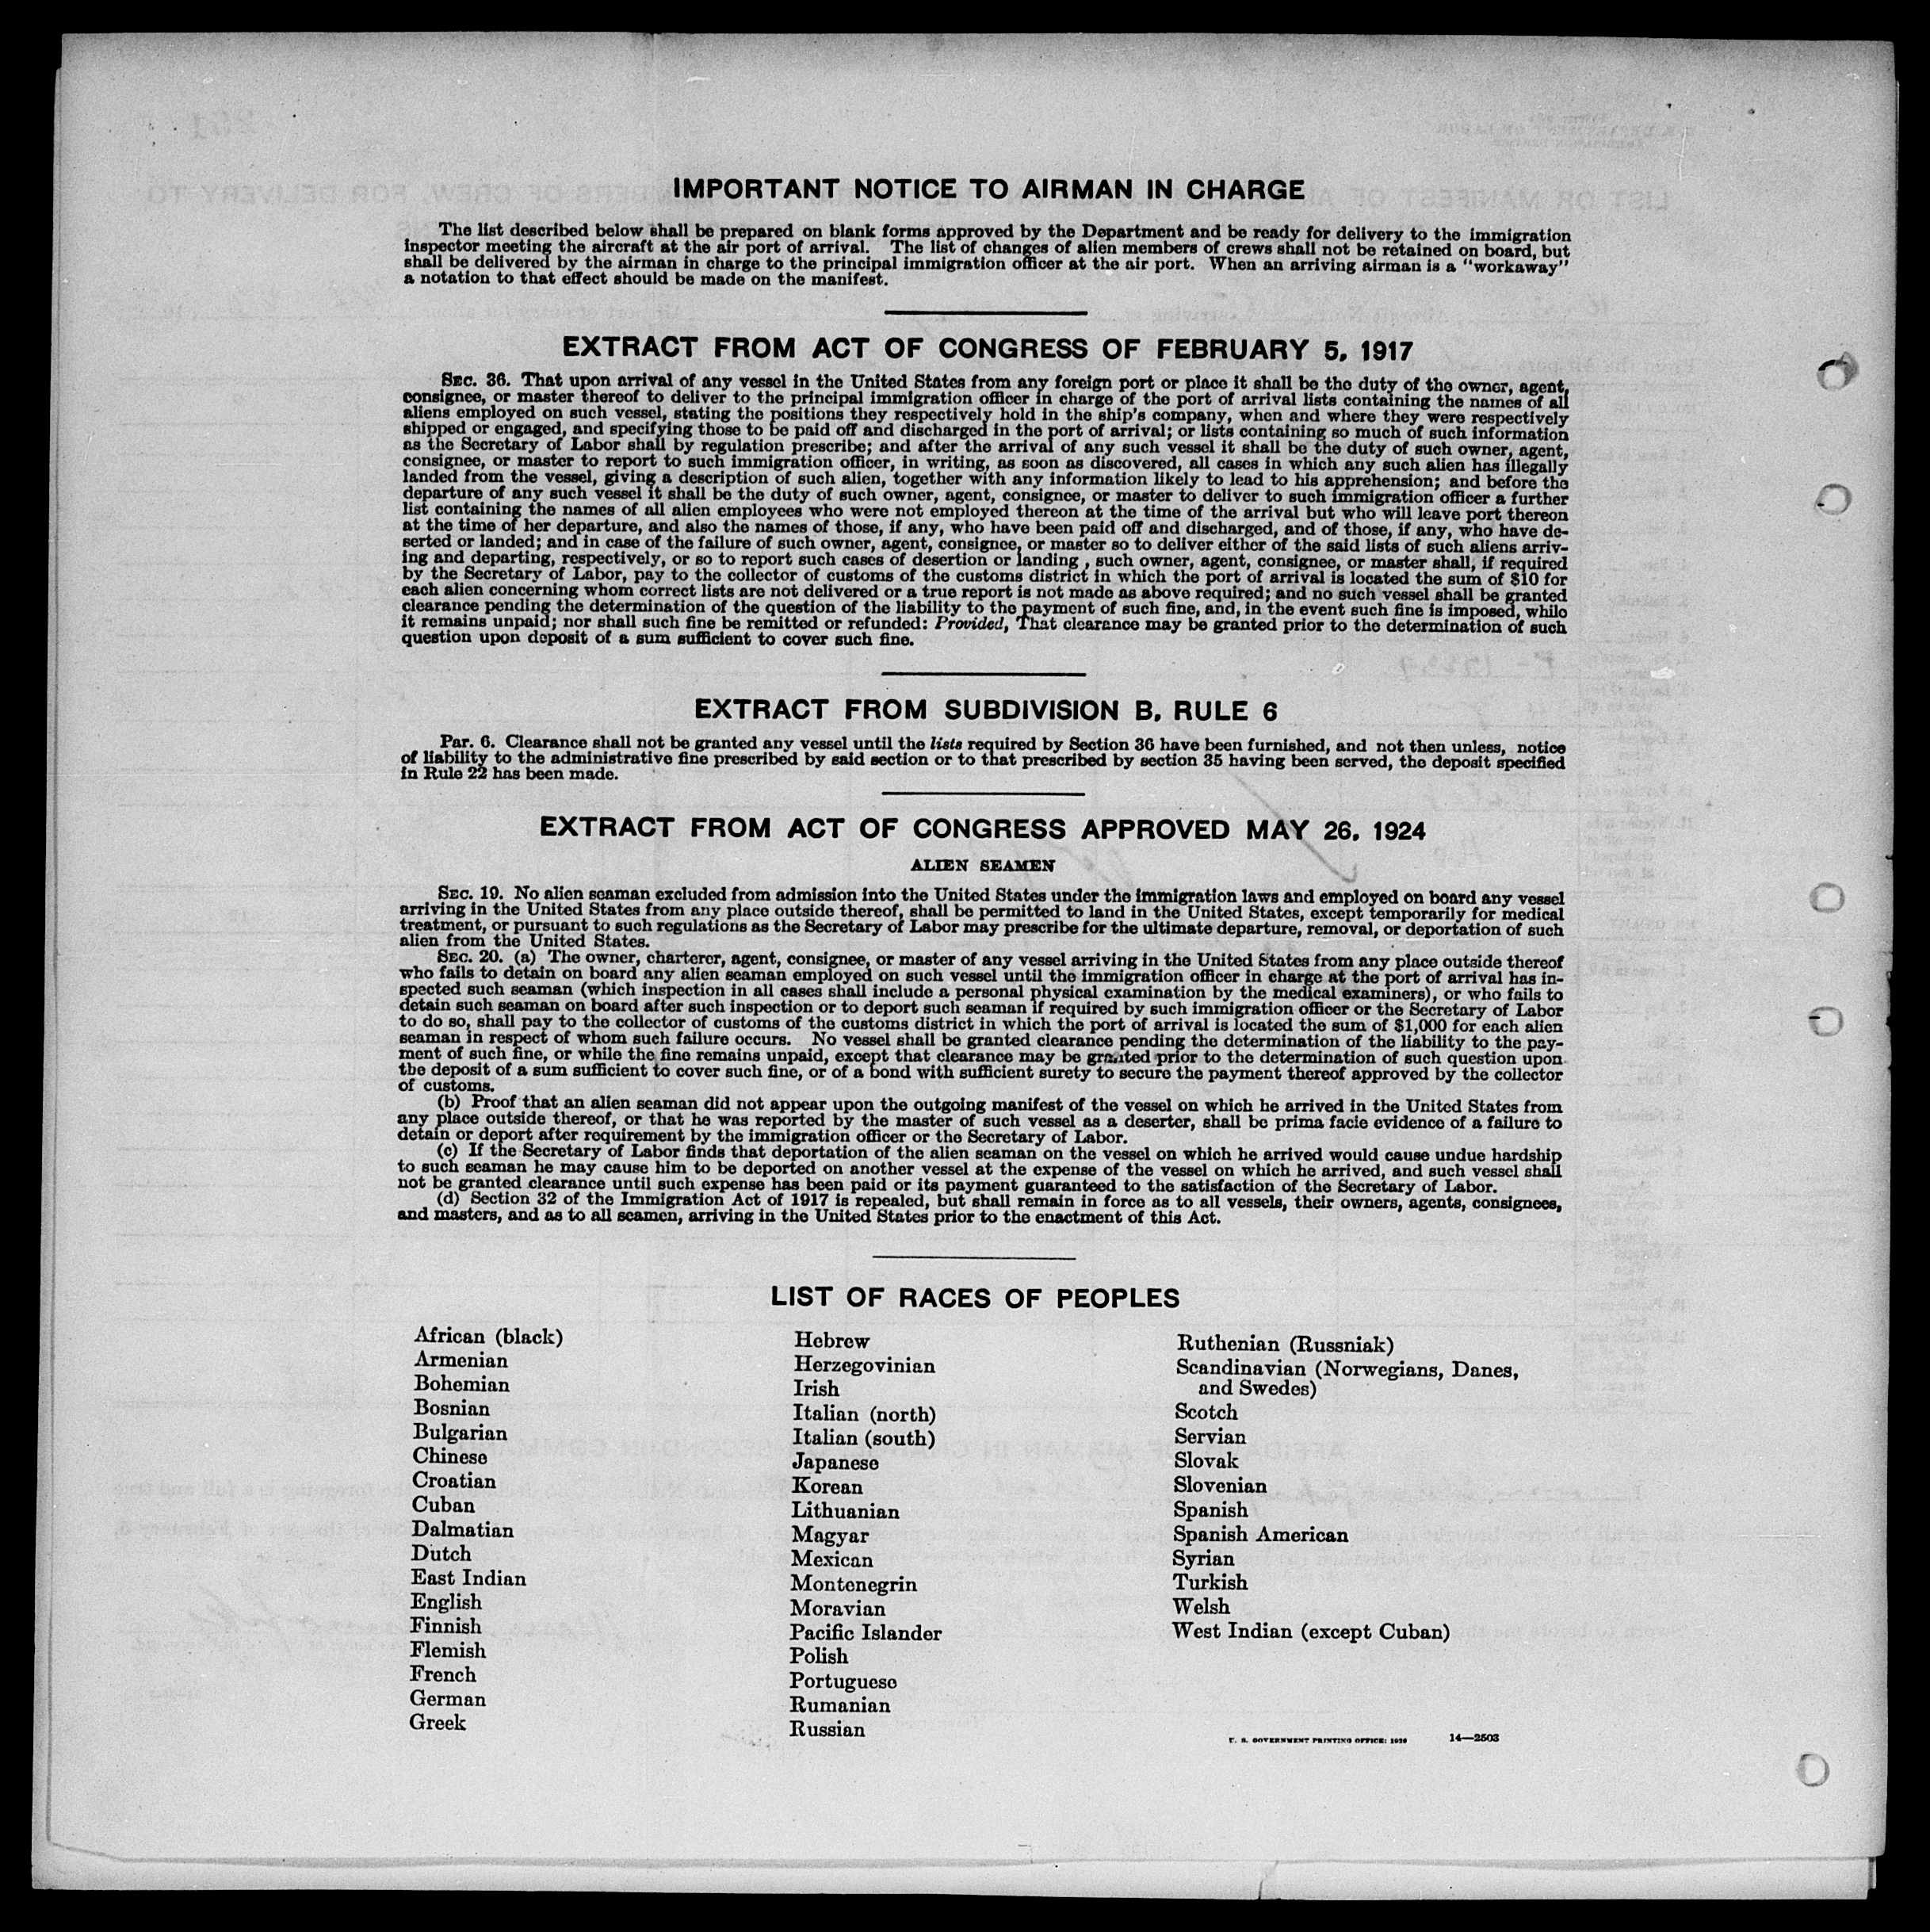 IMPORTANT NOTICE TO AIRMAN IN CHARGE
The list described below shall be prepared on blank forms approved by the Department and be ready for delivery to the immigration
inspector meeting the aircraft at the air port of arrival. The list of changes of alien members of crews shall not be retained on board, but
shall be delivered by the airman in charge to the principal immigration officer at the air port. When an arriving airman is a "workaway"
a notation to that effect should be made on the manifest.
EXTRACT FROM ACT OF CONGRESS OF FEBRUARY 5, 1917
SEC. 36. That upon arrival of any vessel in the United States from any foreign port or place it shall be the duty of the owner, agent,
consignee, or master thereof to deliver to the principal immigration officer in charge of the port of arrival lists containing the names of all
aliens employed on such vessel, stating the positions they respectively hold in the ship's company, when and where they were respectively
shipped or engaged, and specifying those to be paid off and discharged in the port of arrival; or lists containing so much of such information
as the Secretary of Labor shall by regulation prescribe; and after the arrival of any such vessel it shall be the duty of such owner, agent,
consignee, or master to report to such immigration officer, in writing, as soon as discovered, all cases in which any such alien has illegally
landed from the vessel, giving a description of such alien, together with any information likely to lead to his apprehension; and before the
departure of any such vessel it shall be the duty of such owner, agent, consignee, or master to deliver to such immigration officer a further
list containing the names of all alien employees who were not employed thereon at the time of the arrival but who will leave port thereon
at the time of her departure, and also the names of those, if any, who have been paid off and discharged, and of those, if any, who have de-
serted or landed; and in case of the failure of such owner, agent, consignee, or master so to deliver either of the said lists of such aliens arriv-
ing and departing, respectively, or so to report such cases of desertion or landing , such owner, agent, consignee, or master shall, if required
by the Secretary of Labor, pay to the collector of customs of the customs district in which the port of arrival is located the sum of $10 for
each alien concerning whom correct lists are not delivered or a true report is not made as above required; and no such vessel shall be granted
clearance pending the determination of the question of the liability to the payment of such fine, and, in the event such fine is imposed, while
it remains unpaid; nor shall such fine be remitted or refunded: Provided, That clearance may be granted prior to the determination of such
question upon deposit of a sum sufficient to cover such fine.
EXTRACT FROM SUBDIVISION B, RULE 6
Par. 6. Clearance shall not be granted any vessel until the lists required by Section 36 have been furnished, and not then unless, notice
of liability to the administrative fine prescribed by said section or to that prescribed by section 35 having been served, the deposit specified
in Rule 22 has been made.
EXTRACT FROM ACT OF CONGRESS APPROVED MAY 26, 1924
ALIEN SEAMEN
SEC. 19. No alien seaman excluded from admission into the United States under the immigration laws and employed on board any vessel
arriving in the United States from any place outside thereof, shall be permitted to land in the United States, except temporarily for medical
treatment, or pursuant to such regulations as the Secretary of Labor may prescribe for the ultimate departure, removal, or deportation of such
alien from the United States.
SEC. 20. (a) The owner, charterer, agent, consignee, or master of any vessel arriving in the United States from any place outside thereof
who fails to detain on board any alien seaman employed on such vessel until the immigration officer in charge at the port of arrival has in-
spected such seaman (which inspection in all cases shall include a personal physical examination by the medical examiners), or who fails to
detain such seaman on board after such inspection or to deport such seaman if required by such immigration officer or the Secretary of Labor
to do so, shall pay to the collector of customs of the customs district in which the port of arrival is located the sum of $1,000 for each alien
seaman in respect of whom such failure occurs. No vessel shall be granted clearance pending the determination of the liability to the pay-
ment of such fine, or while the fine remains unpaid, except that clearance may be granted prior to the determination of such question upon
the deposit of a sum sufficient to cover such fine, or of a bond with sufficient surety to secure the payment thereof approved by the collector
of customs.
(b) Proof that an alien seaman did not appear upon the outgoing manifest of the vessel on which he arrived in the United States from
any place outside thereof, or that he was reported by the master of such vessel as a deserter, shall be prima facie evidence of a failure to
detain or deport after requirement by the immigration officer or the Secretary of Labor.
(c) If the Secretary of Labor finds that deportation of the alien seaman on the vessel on which he arrived would cause undue hardship
to such seaman he may cause him to be deported on another vessel at the expense of the vessel on which he arrived, and such vessel shall
not be granted clearance until such expense has been paid or its payment guaranteed to the satisfaction of the Secretary of Labor.
(d) Section 32 of the Immigration Act of 1917 is repealed, but shall remain in force as to all vessels, their owners, agents, consignees,
and masters, and as to all seamen, arriving in the United States prior to the enactment of this Act.
LIST OF RACES OF PEOPLES
African (black)
Armenian
Bohemian
Bosnian
Bulgarian
Chinese
Croatian
Cuban
Dalmatian
Dutch
East Indian
English
Finnish
Flemish
French
German
Greek
Hebrew
Herzegovinian
Irish
Italian (north)
Italian (south)
Japanese
Korean
Lithuanian
Magyar
Mexican
Montenegrin
Moravian
Pacific Islander
Polish
Portuguese
Rumanian
Russian
Ruthenian (Russniak)
Scandinavian (Norwegians, Danes,
and Swedes)
Scotch
Servian
Slovak
Slovenian
Spanish
Spanish American
Syrian
Turkish
Welsh
West Indian (except Cuban)
U. S. GOVERNMENT PRINTING OFFICE: 14—2503